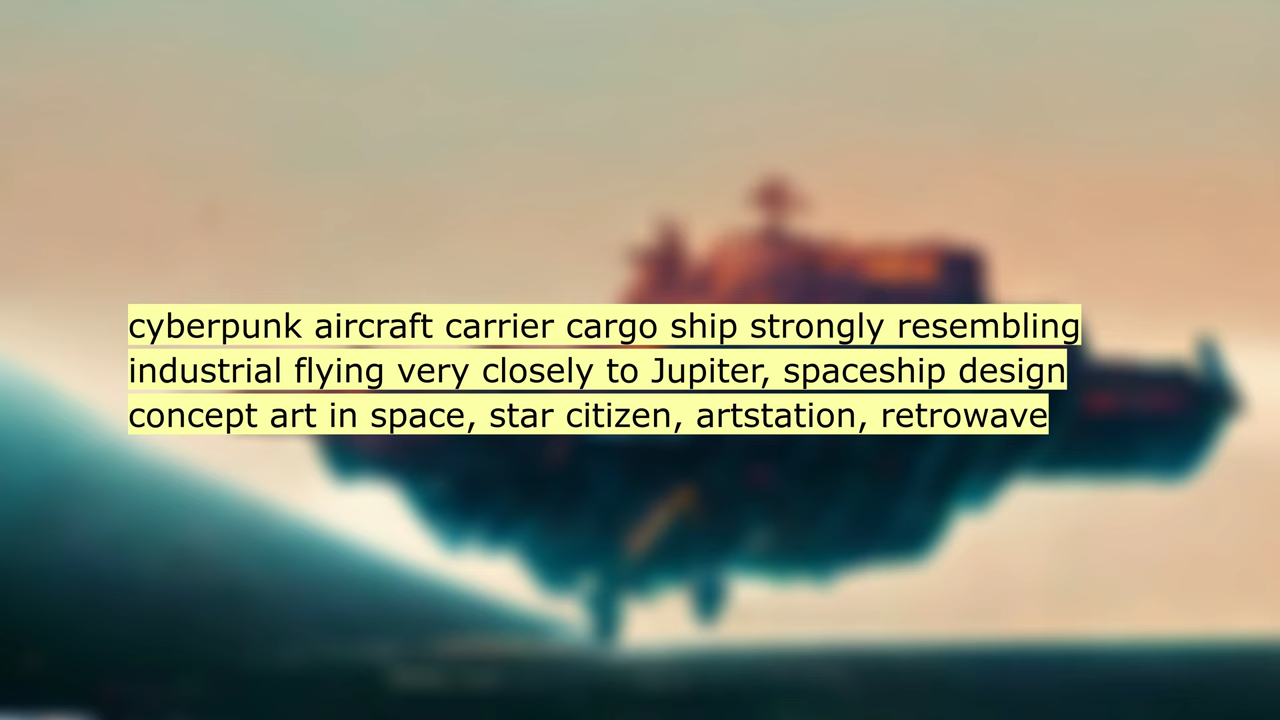 cyberpunk aircraft carrier cargo ship strongly resembling
industrial flying very closely to Jupiter, spaceship design
concept art in space, star citizen, artstation, retrowave